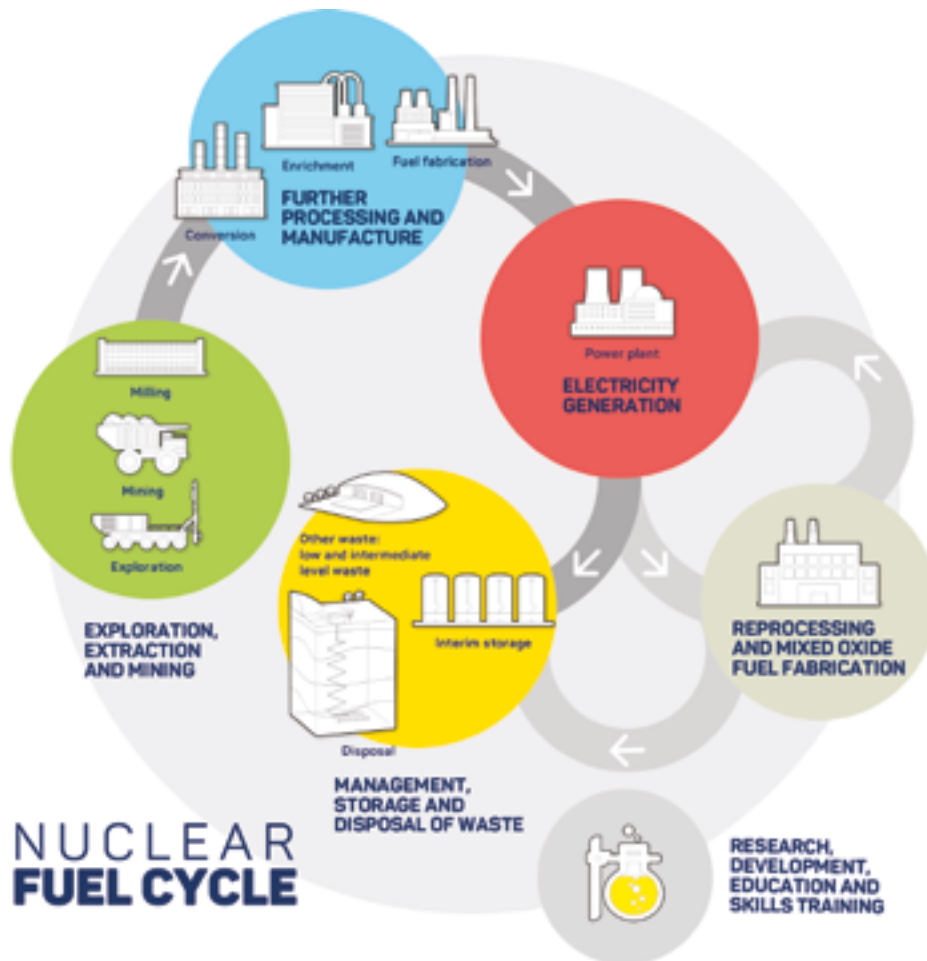 Enrichment
Fuel fabrication
Conversion
FURTHER
PROCESSING AND
MANUFACTURE
Power plant
ELECTRICITY
GENERATION
Milling
Mining
Exploration
EXPLORATION,
EXTRACTION
AND MINING
Other waste:
low and intermediate
level waste
Interim storage
Disposal
MANAGEMENT,
STORAGE AND
DISPOSAL OF WASTE
REPROCESSING
AND MIXED OXIDE
FUEL FABRICATION
RESEARCH,
DEVELOPMENT,
EDUCATION AND
SKILLS TRAINING
NUCLEAR
FUEL CYCLE